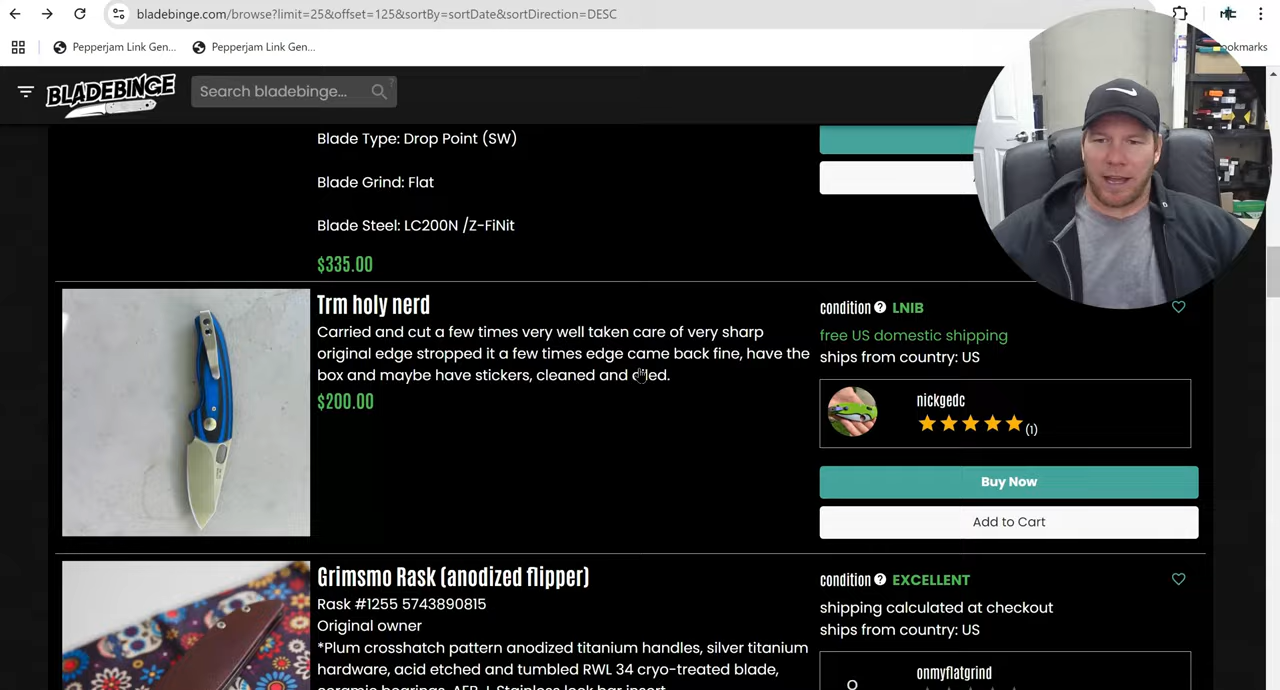 bladebinge.com/browse?limit=25&offset=125&sortBy=sortDate&sortDirection=DESC
Pepperjam Link Gen...
Pepperjam Link Gen...
ookmarks
BLADEBINGE
Search bladebinge...
Blade Type: Drop Point (SW)
Blade Grind: Flat
Blade Steel: LC200N /Z-FiNit
$335.00
Trm holy nerd
Carried and cut a few times very well taken care of very sharp
original edge stropped it a few times edge came back fine, have the
box and maybe have stickers, cleaned and oiled.
$200.00
condition ? LNIB
free US domestic shipping
ships from country: US
nickgedc
(1)
Buy Now
Add to Cart
Grimsmo Rask (anodized flipper)
Rask #1255 5743890815
Original owner
*Plum crosshatch pattern anodized titanium handles, silver titanium
hardware, acid etched and tumbled RWL 34 cryo-treated blade,
condition ? EXCELLENT
shipping calculated at checkout
ships from country: US
onmyflatgrind